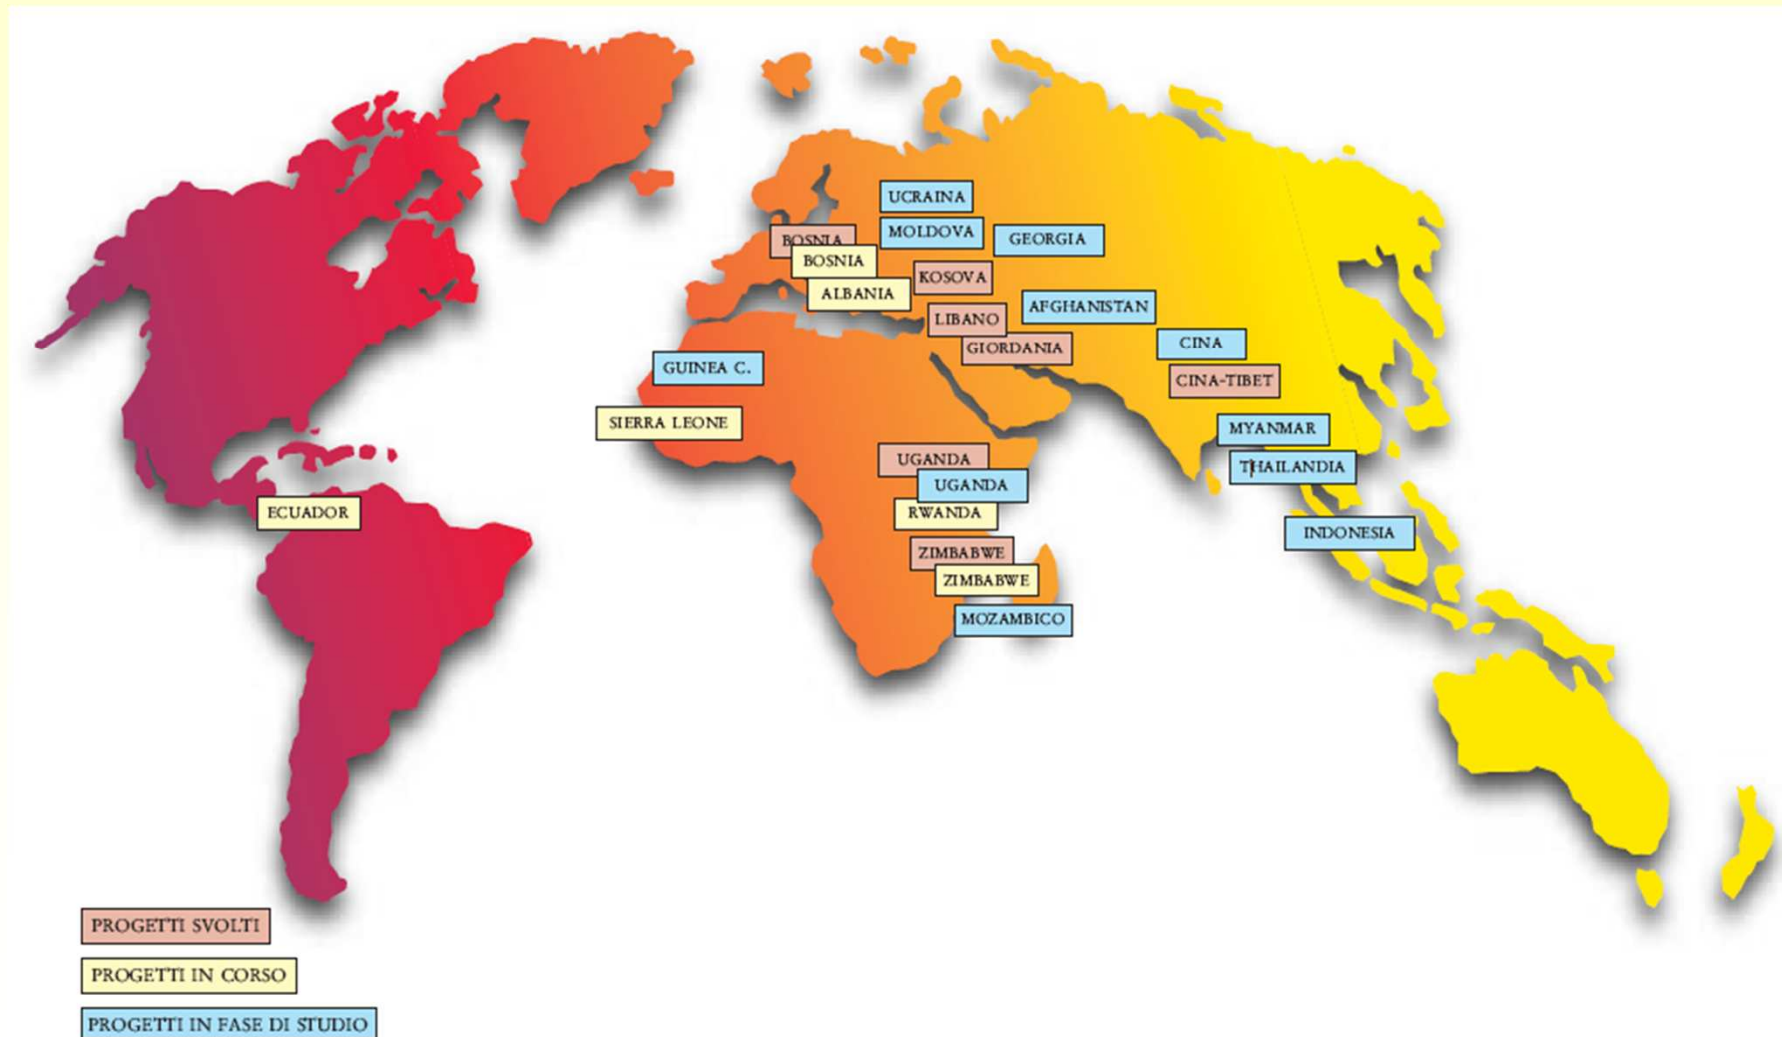 UCRAINA
MOLDOVA
GEORGIA
BOSNIA
BOSNIA
KOSOVA
ALBANIA
AFGHANISTAN
LIBANO
GIORDANIA
CINA
GUINEA C.
CINA-TIBET
SIERRA LEONE
MYANMAR
UGANDA
THAILANDIA
UGANDA
ECUADOR
RWANDA
INDONESIA
ZIMBABWE
ZIMBABWE
MOZAMBICO
PROGETTI SVOLTI
PROGETTI IN CORSO
PROGETTI IN FASE DI STUDIO